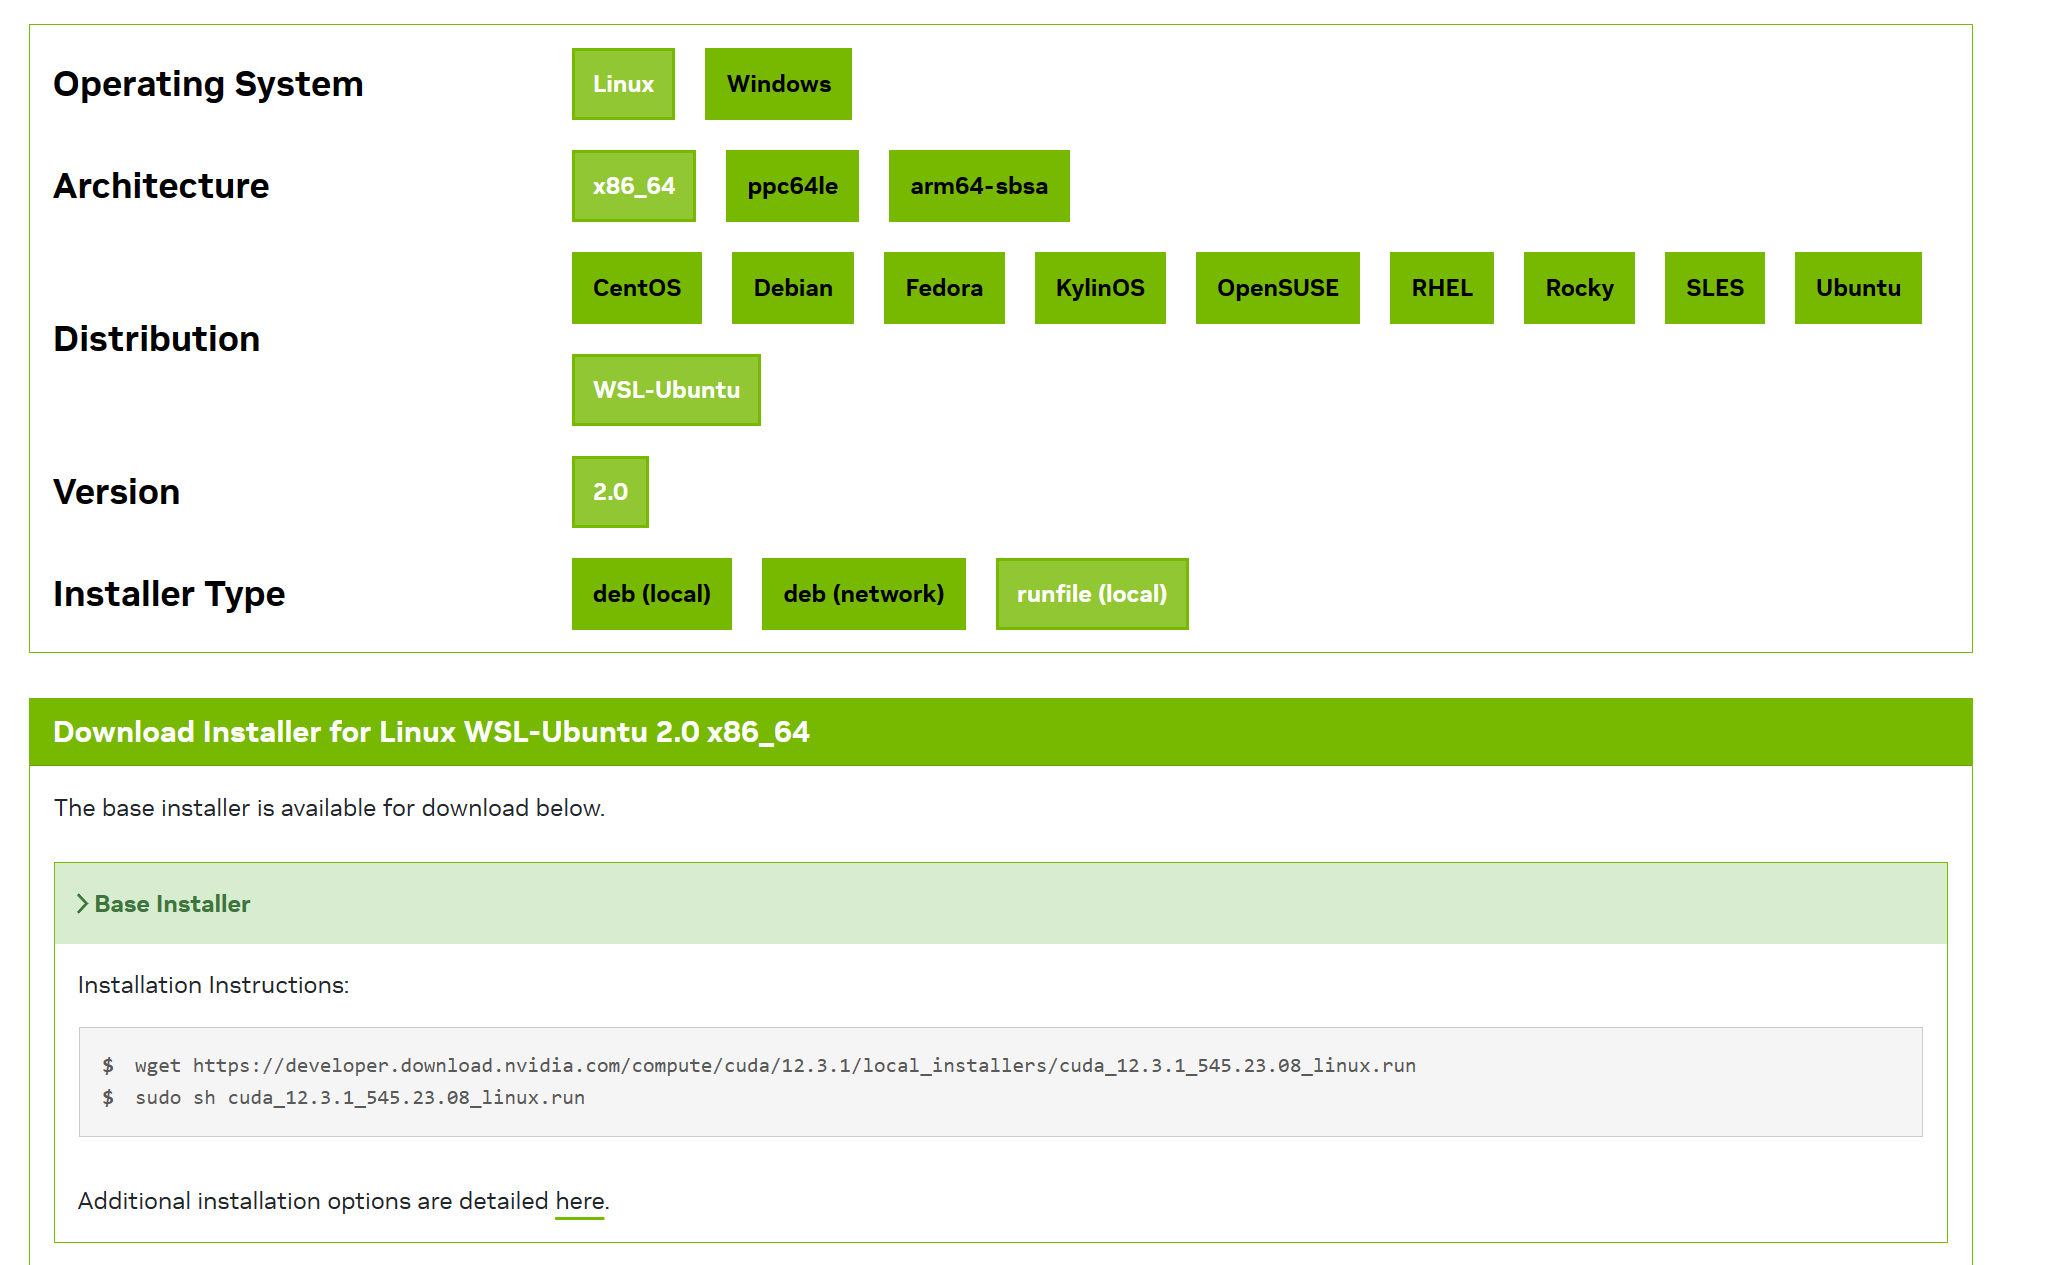 Operating System
Linux Windows
Architecture
x86_64 ppc64le arm64-sbsa
Distribution
CentOS Debian Fedora KylinOS OpenSUSE RHEL Rocky SLES Ubuntu
WSL-Ubuntu
Version
2.0
Installer Type
deb (local) deb (network) runfile (local)
Download Installer for Linux WSL-Ubuntu 2.0 x86_64
The base installer is available for download below.
Base Installer
Installation Instructions:
$ wget https://developer.download.nvidia.com/compute/cuda/12.3.1/local_installers/cuda_12.3.1_545.23.08_linux.run
$ sudo sh cuda_12.3.1_545.23.08_linux.run
Additional installation options are detailed here.